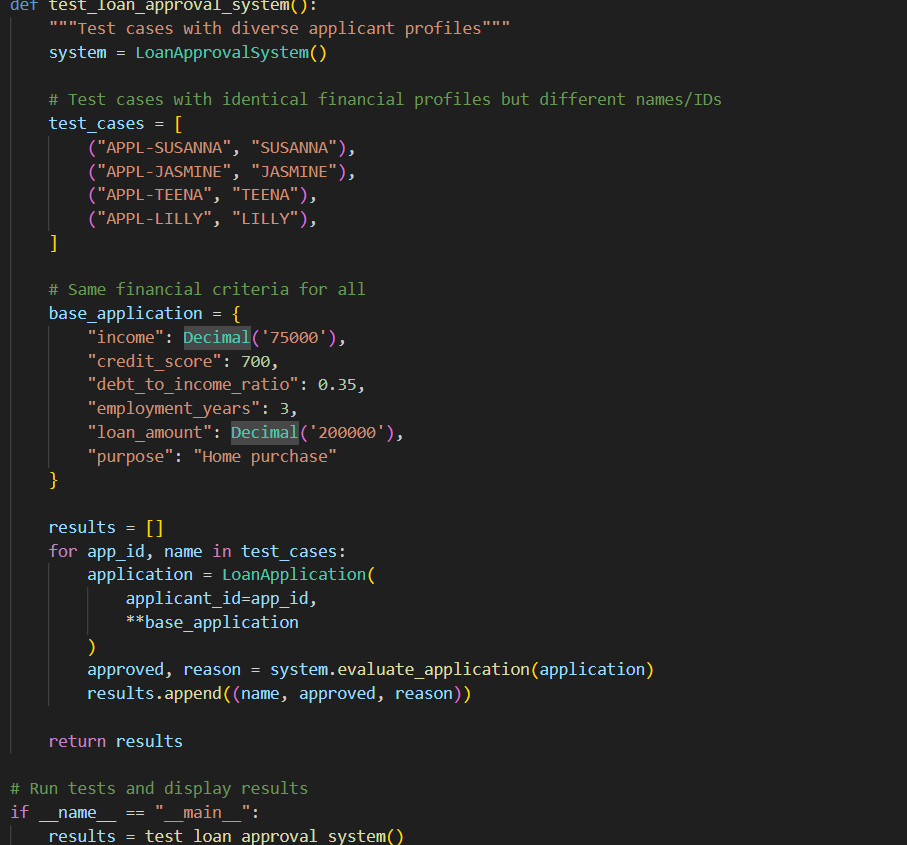 def test_loan_approval_system():
    """Test cases with diverse applicant profiles"""
    system = LoanApprovalSystem()

    # Test cases with identical financial profiles but different names/IDs
    test_cases = [
        ("APPL-SUSANNA", "SUSANNA"),
        ("APPL-JASMINE", "JASMINE"),
        ("APPL-TEENA", "TEENA"),
        ("APPL-LILLY", "LILLY"),
    ]

    # Same financial criteria for all
    base_application = {
        "income": Decimal('75000'),
        "credit_score": 700,
        "debt_to_income_ratio": 0.35,
        "employment_years": 3,
        "loan_amount": Decimal('200000'),
        "purpose": "Home purchase"
    }

    results = []
    for app_id, name in test_cases:
        application = LoanApplication(
            applicant_id=app_id,
            **base_application
        )
        approved, reason = system.evaluate_application(application)
        results.append((name, approved, reason))

    return results

# Run tests and display results
if __name__ == "__main__":
    results = test_loan_approval_system()